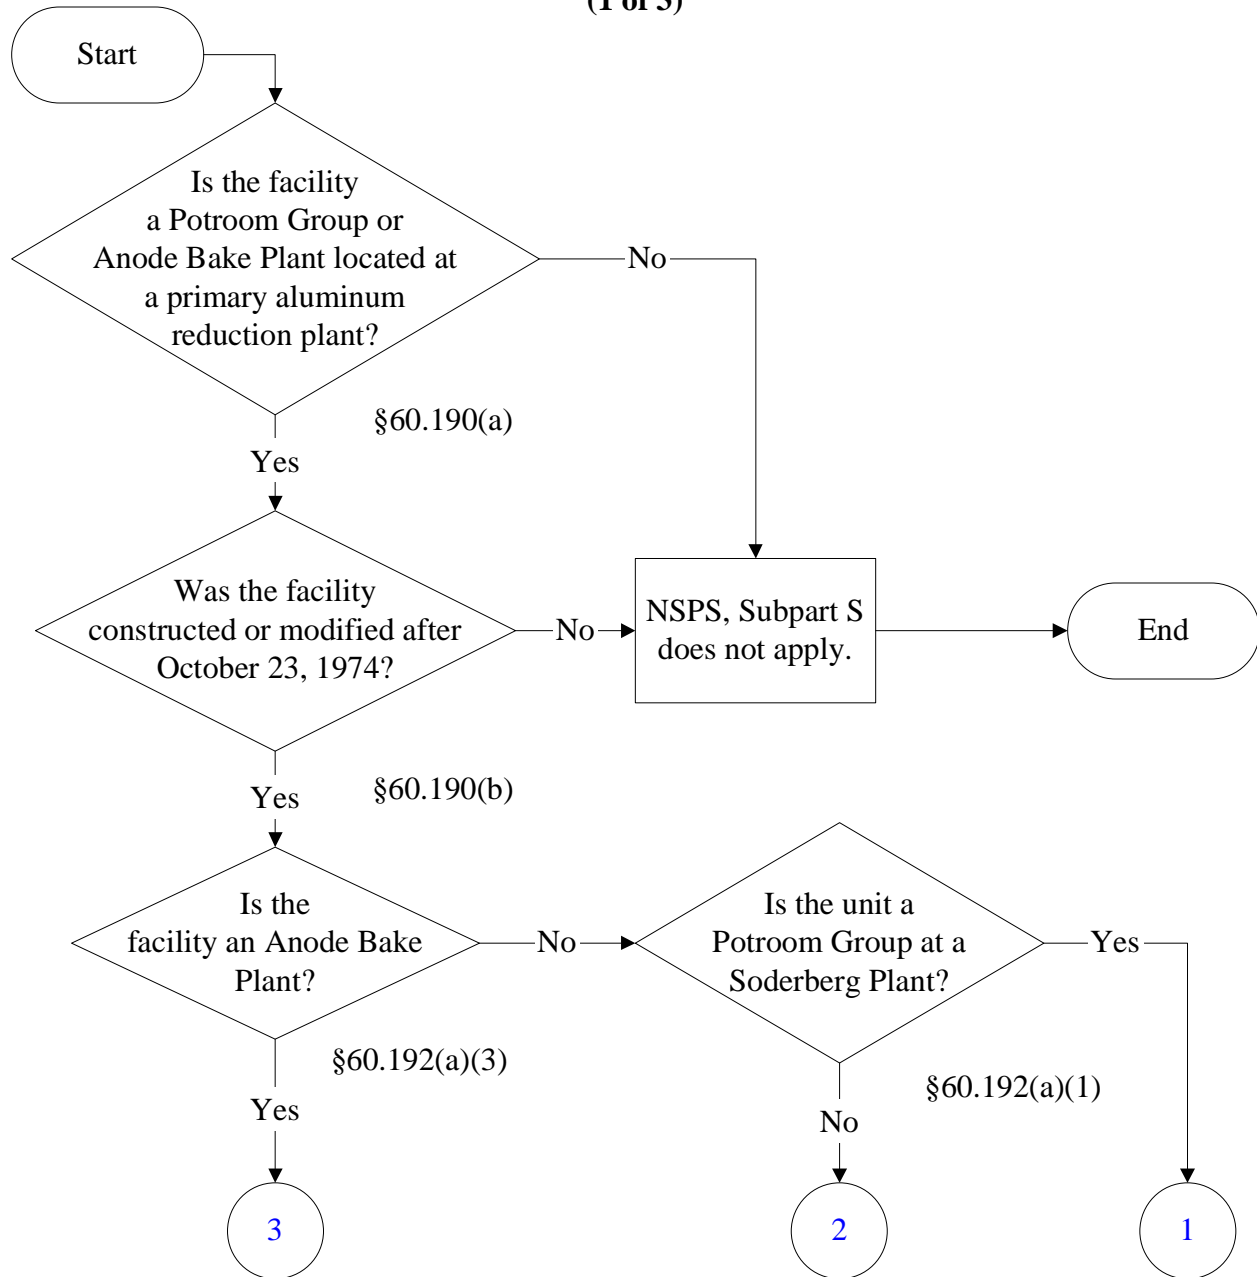 (1 of 3)
Start
Is the facility
a Potroom Group or
Anode Bake Plant located at
a primary aluminum
reduction plant?
No
§60.190(a)
Yes
Was the facility
constructed or modified after
October 23, 1974?
No
NSPS, Subpart S
does not apply.
End
§60.190(b)
Yes
Is the
facility an Anode Bake
Plant?
No
Is the unit a
Potroom Group at a
Soderberg Plant?
Yes
§60.192(a)(3)
Yes
§60.192(a)(1)
No
3
2
1